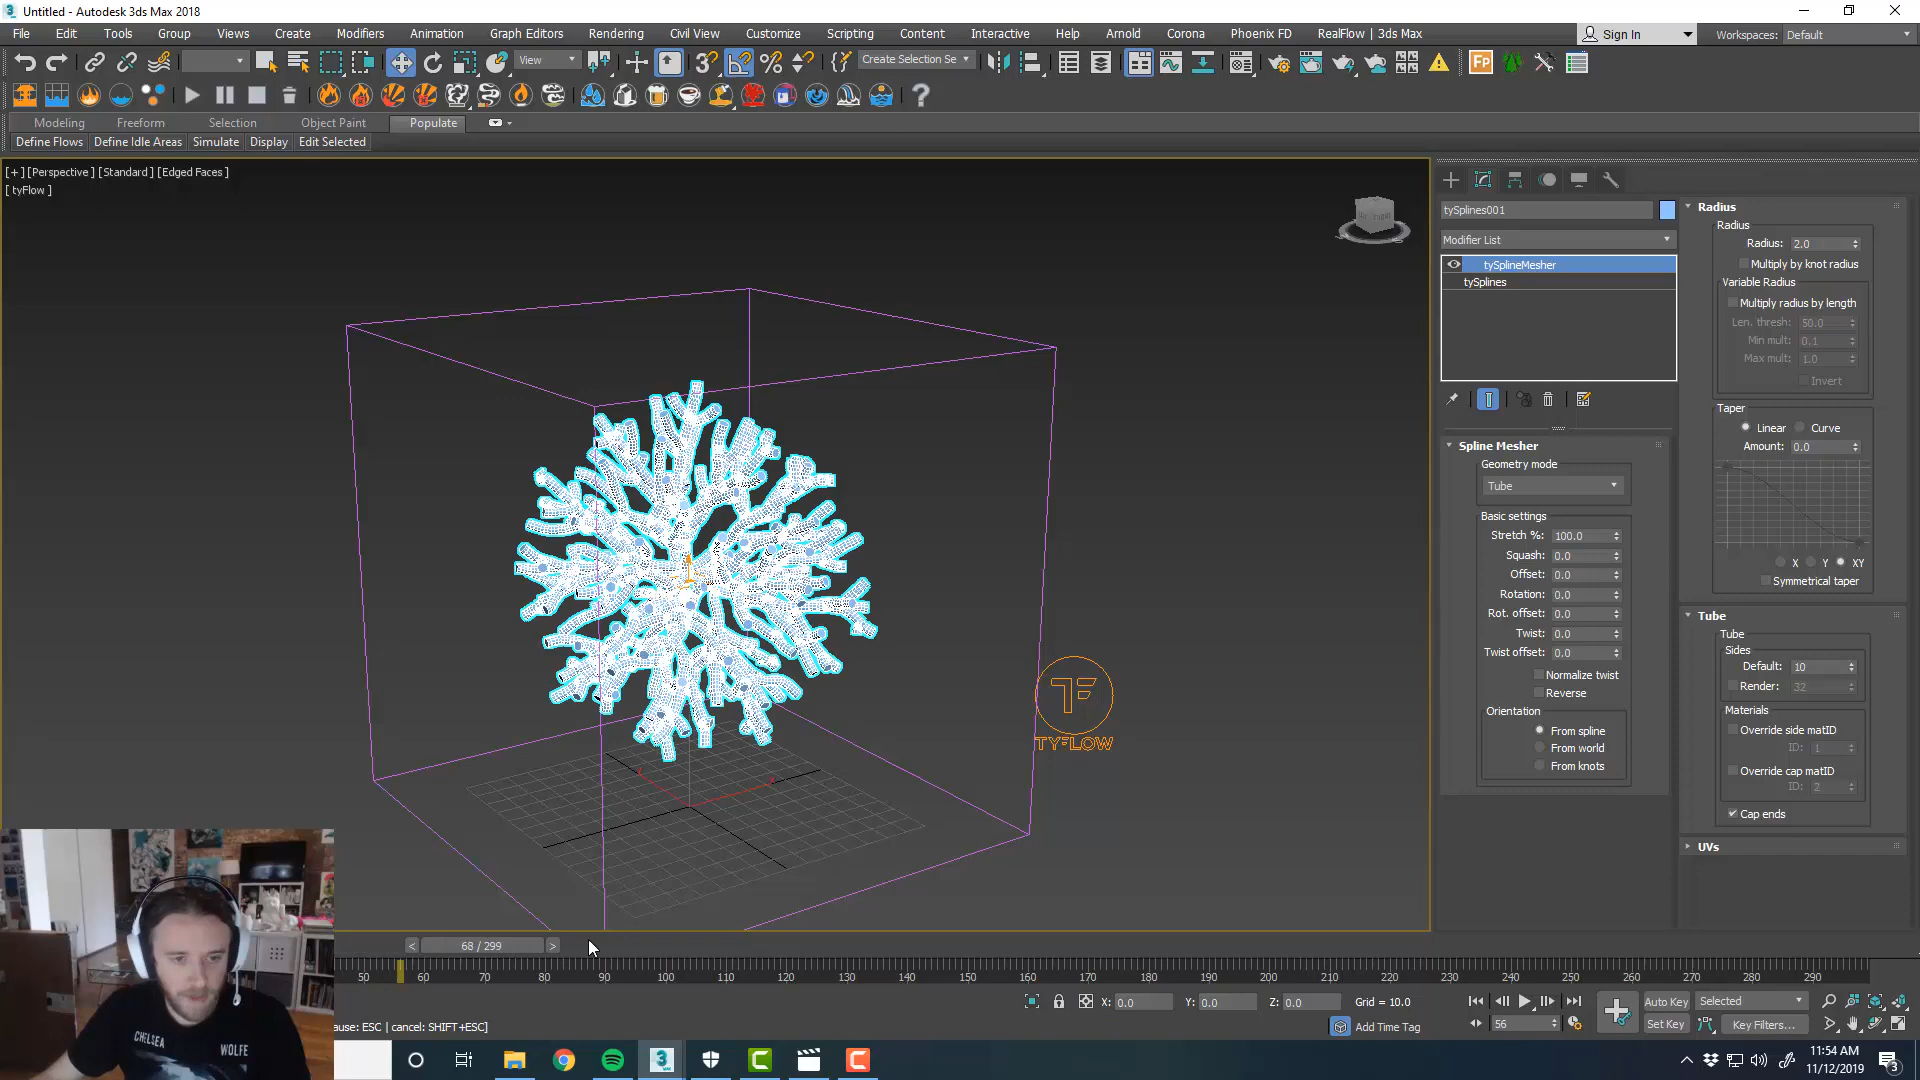 Untitled - Autodesk 3ds Max 2018
File Edit Tools Group Views Create Modifiers Animation Graph Editors Rendering Civil View Customize Scripting Content Interactive Help Arnold Corona Phoenix FD RealFlow | 3ds Max Sign In Workspaces: Default
View Create Selection Se
Modeling Freeform Selection Object Paint Populate
Define Flows Define Idle Areas Simulate Display Edit Selected
[+] [Perspective] [Standard] [Edged Faces]
[ tyFlow ]
TYFLOW
tySplines001
Modifier List
tySplineMesher
tySplines
Spline Mesher
Geometry mode
Tube
Basic settings
Stretch %: 100.0
Squash: 0.0
Offset: 0.0
Rotation: 0.0
Rot. offset: 0.0
Twist: 0.0
Twist offset: 0.0
Normalize twist
Reverse
Orientation
From spline
From world
From knots
Radius
Radius
Radius: 2.0
Multiply by knot radius
Variable Radius
Multiply radius by length
Len. thresh: 50.0
Min mult: 0.1
Max mult: 1.0
Invert
Taper
Linear Curve
Amount: 0.0
X Y XY
Symmetrical taper
Tube
Tube
Sides
Default: 10
Render: 32
Materials
Override side matID
ID: 1
Override cap matID
ID: 2
Cap ends
UVs
< 68 / 299 >
50 60 70 80 90 100 110 120 130 140 150 160 170 180 190 200 210 220 230 240 250 260 270 280 290
X: 0.0 Y: 0.0 Z: 0.0 Grid = 10.0
Auto Key Selected
ause: ESC | cancel: SHIFT+ESC]
Add Time Tag
56
Set Key Key Filters...
CHELSEA
WOLFE
11:54 AM
11/12/2019
3